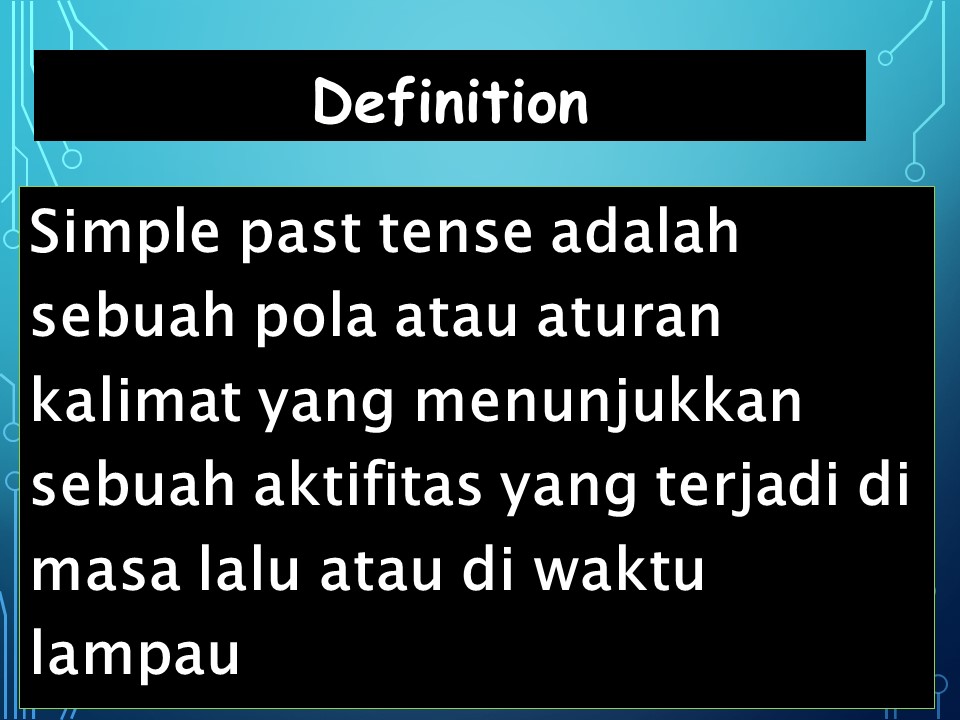 Definition
Simple past tense adalah
sebuah pola atau aturan
kalimat yang menunjukkan
sebuah aktifitas yang terjadi di
masa lalu atau di waktu
lampau